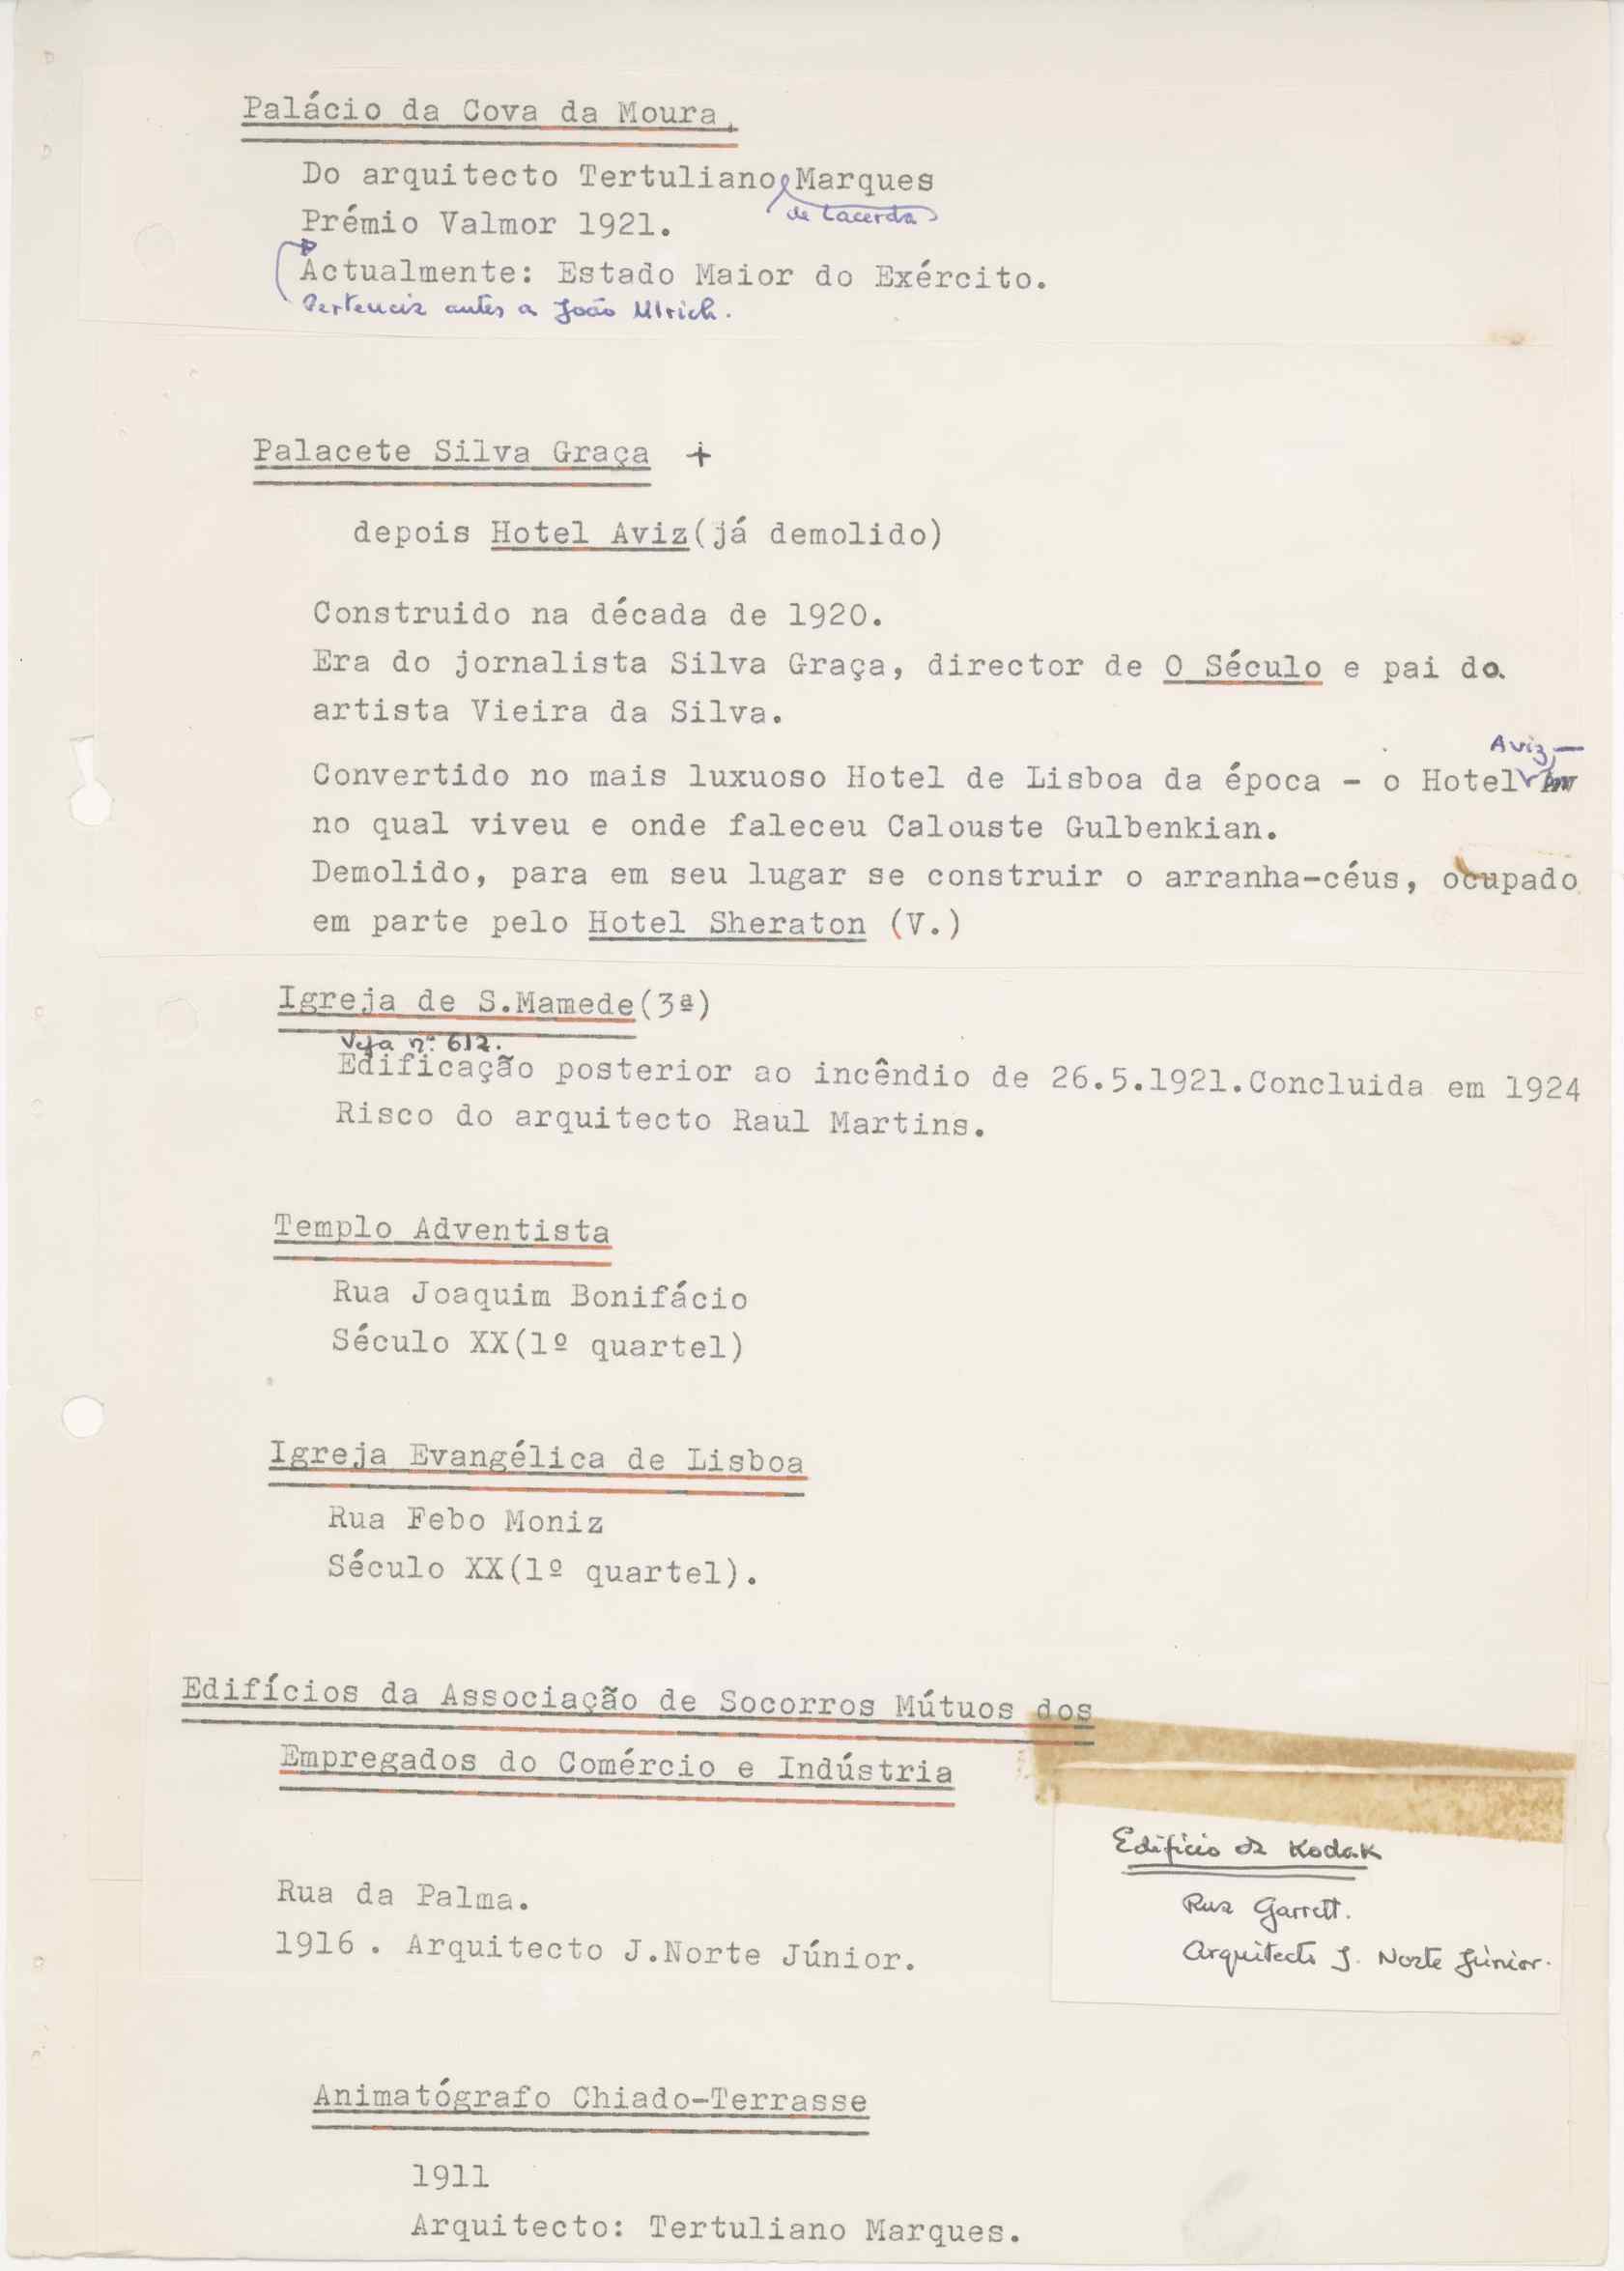 Palácio da Cova da Moura.
Do arquitecto Tertuliano Marques
de Lacerda
Prémio Valmor 1921.
Actualmente: Estado Maior do Exército.
Pertencia antes a João Ulrich.
Palacete Silva Graça +
depois Hotel Aviz(já demolido)
Construido na década de 1920.
Era do jornalista Silva Graça, director de O Século e pai do
artista Vieira da Silva.
Aviz,—
Convertido no mais luxuoso Hotel de Lisboa da época - o Hotel
no qual viveu e onde faleceu Calouste Gulbenkian.
Demolido, para em seu lugar se construir o arranha-céus, ocupado
em parte pelo Hotel Sheraton (V.)
Igreja de S.Mamede(3ª)
Veja nº 612.
Edificação posterior ao incêndio de 26.5.1921.Concluida em 1924
Risco do arquitecto Raul Martins.
Templo Adventista
Rua Joaquim Bonifácio
Século XX(1º quartel)
Igreja Evangélica de Lisboa
Rua Febo Moniz
Século XX(1º quartel).
Edifícios da Associação de Socorros Mútuos dos
Empregados do Comércio e Indústria
Rua da Palma.
1916. Arquitecto J.Norte Júnior.
Edifício da Kodak
Rua Garrett.
Arquitecto J. Norte Júnior.
Animatógrafo Chiado-Terrasse
1911
Arquitecto: Tertuliano Marques.